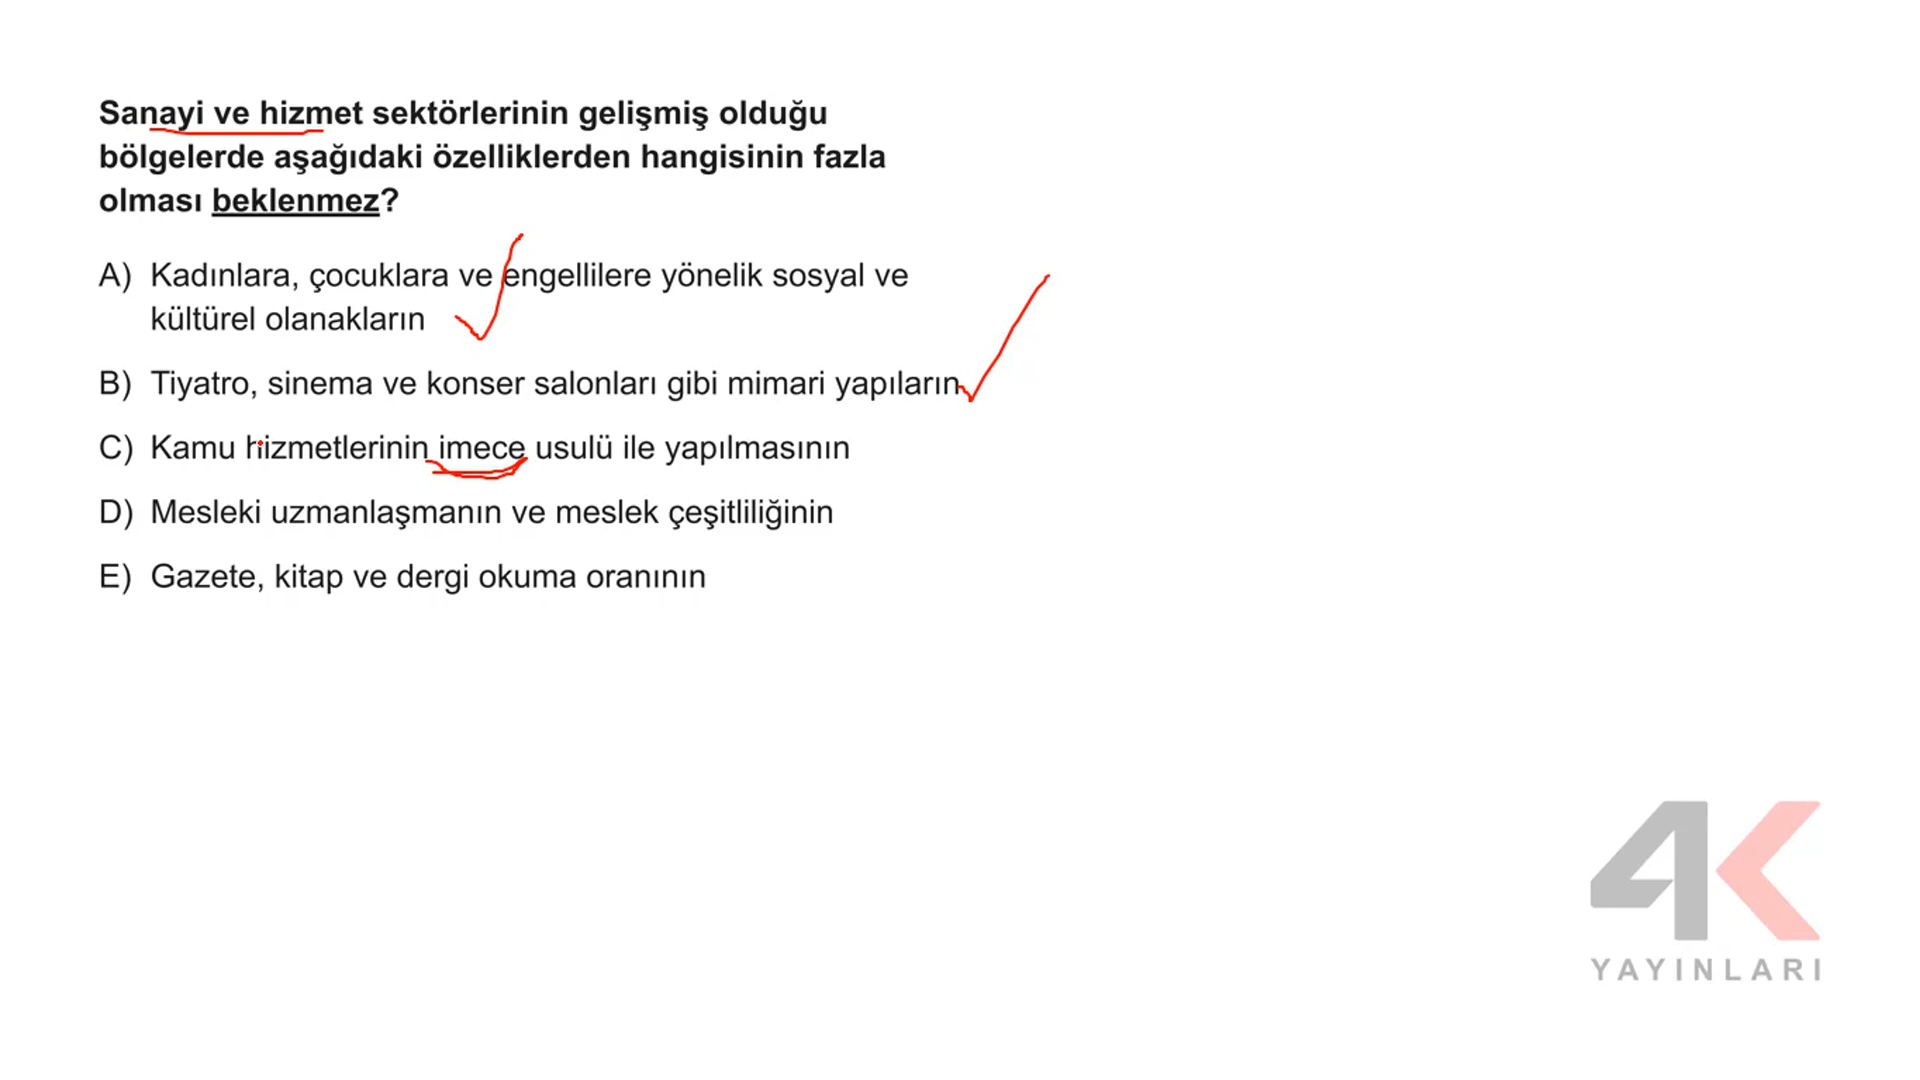 Sanayi ve hizmet sektörlerinin gelişmiş olduğu
bölgelerde aşağıdaki özelliklerden hangisinin fazla
olması beklenmez?
A) Kadınlara, çocuklara ve engellilere yönelik sosyal ve
kültürel olanakların
B) Tiyatro, sinema ve konser salonları gibi mimari yapıların
C) Kamu hizmetlerinin imece usulü ile yapılmasının
D) Mesleki uzmanlaşmanın ve meslek çeşitliliğinin
E) Gazete, kitap ve dergi okuma oranının
4K
YAYINLARI